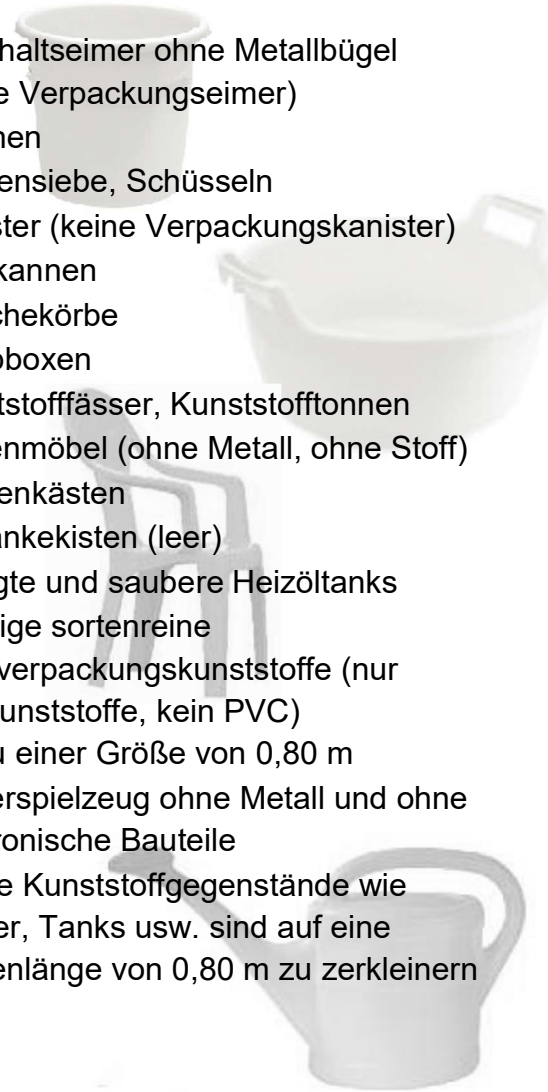 haltseimer ohne Metallbügel
e Verpackungseimer)
nen
ensiebe, Schüsseln
ster (keine Verpackungskanister)
kannen
chekörbe
oboxen
tstofffässer, Kunststofftonnen
enmöbel (ohne Metall, ohne Stoff)
enkästen
ankekisten (leer)
gte und saubere Heizöltanks
ige sortenreine
verpackungskunststoffe (nur
unststoffe, kein PVC)
u einer Größe von 0,80 m
erspielzeug ohne Metall und ohne
ronische Bauteile
e Kunststoffgegenstände wie
er, Tanks usw. sind auf eine
enlänge von 0,80 m zu zerkleinern